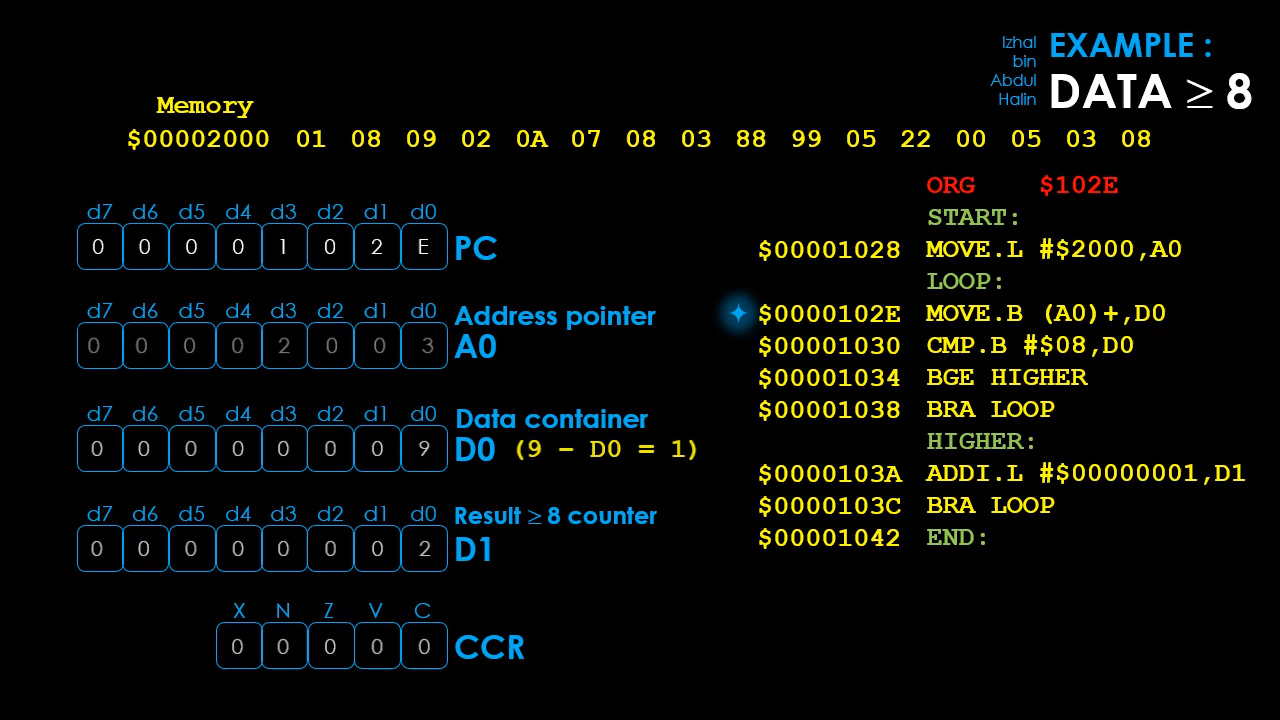 Izhal
bin
Abdul
Halin
EXAMPLE :
DATA ≥ 8
Memory
$00002000 01 08 09 02 0A 07 08 03 88 99 05 22 00 05 03 08
d7 d6 d5 d4 d3 d2 d1 d0
0 0 0 0 1 0 2 E PC
d7 d6 d5 d4 d3 d2 d1 d0 Address pointer
0 0 0 0 2 0 0 3 A0
d7 d6 d5 d4 d3 d2 d1 d0 Data container
0 0 0 0 0 0 0 9 D0 (9 – D0 = 1)
d7 d6 d5 d4 d3 d2 d1 d0 Result ≥ 8 counter
0 0 0 0 0 0 0 2 D1
X N Z V C
0 0 0 0 0 CCR
ORG $102E
START:
$00001028 MOVE.L #$2000,A0
LOOP:
$0000102E MOVE.B (A0)+,D0
$00001030 CMP.B #$08,D0
$00001034 BGE HIGHER
$00001038 BRA LOOP
HIGHER:
$0000103A ADDI.L #$00000001,D1
$0000103C BRA LOOP
$00001042 END: